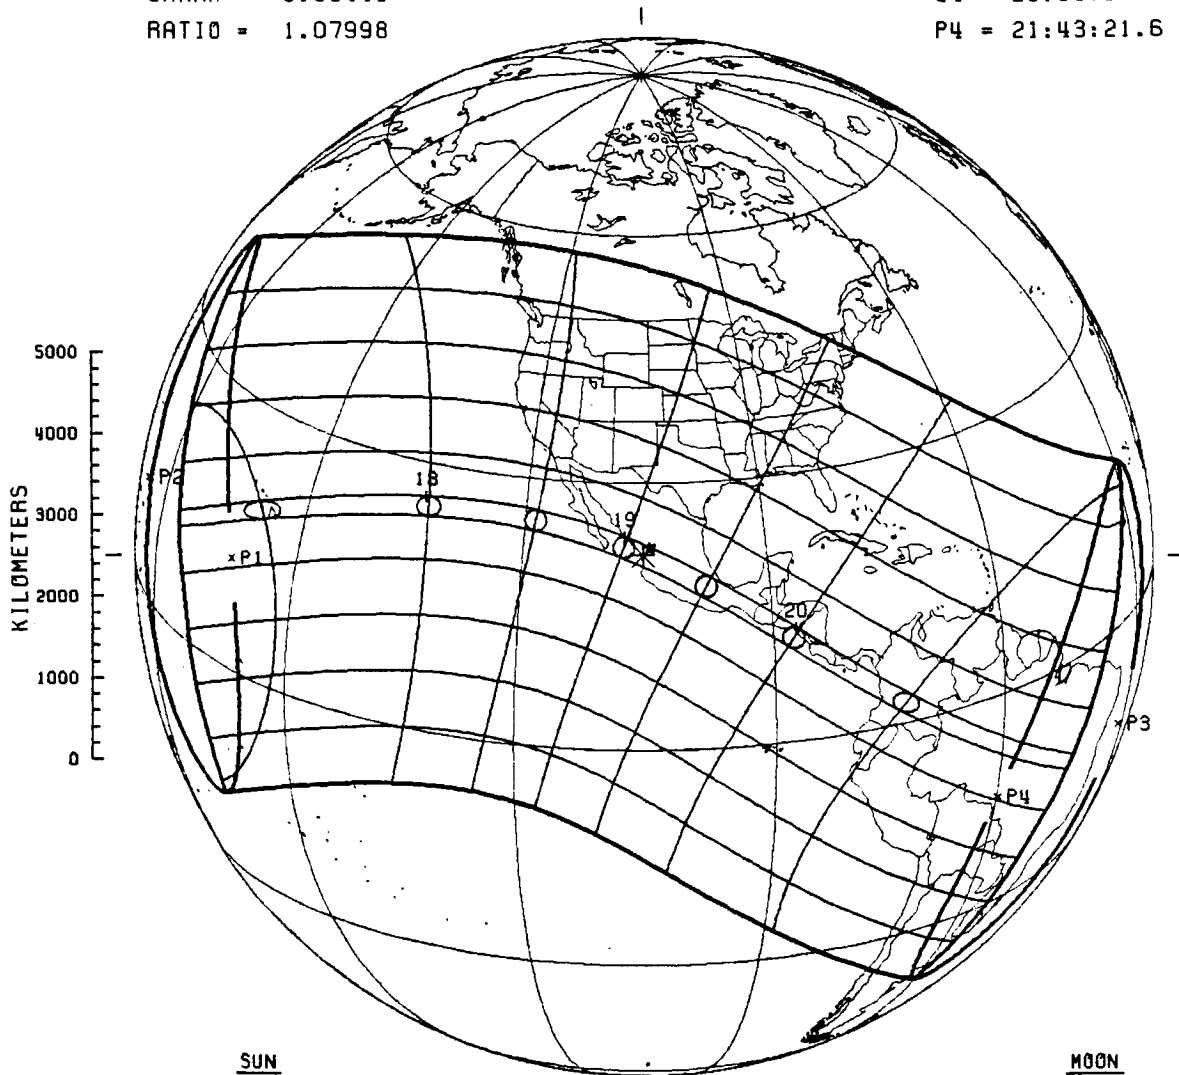 RATIO = 1.07998
P4 = 21:43:21.6
5000
4000
KILOMETERS
3000
2000
1000
0
P2
18
19
P1
20
P3
P4
SUN
MOON